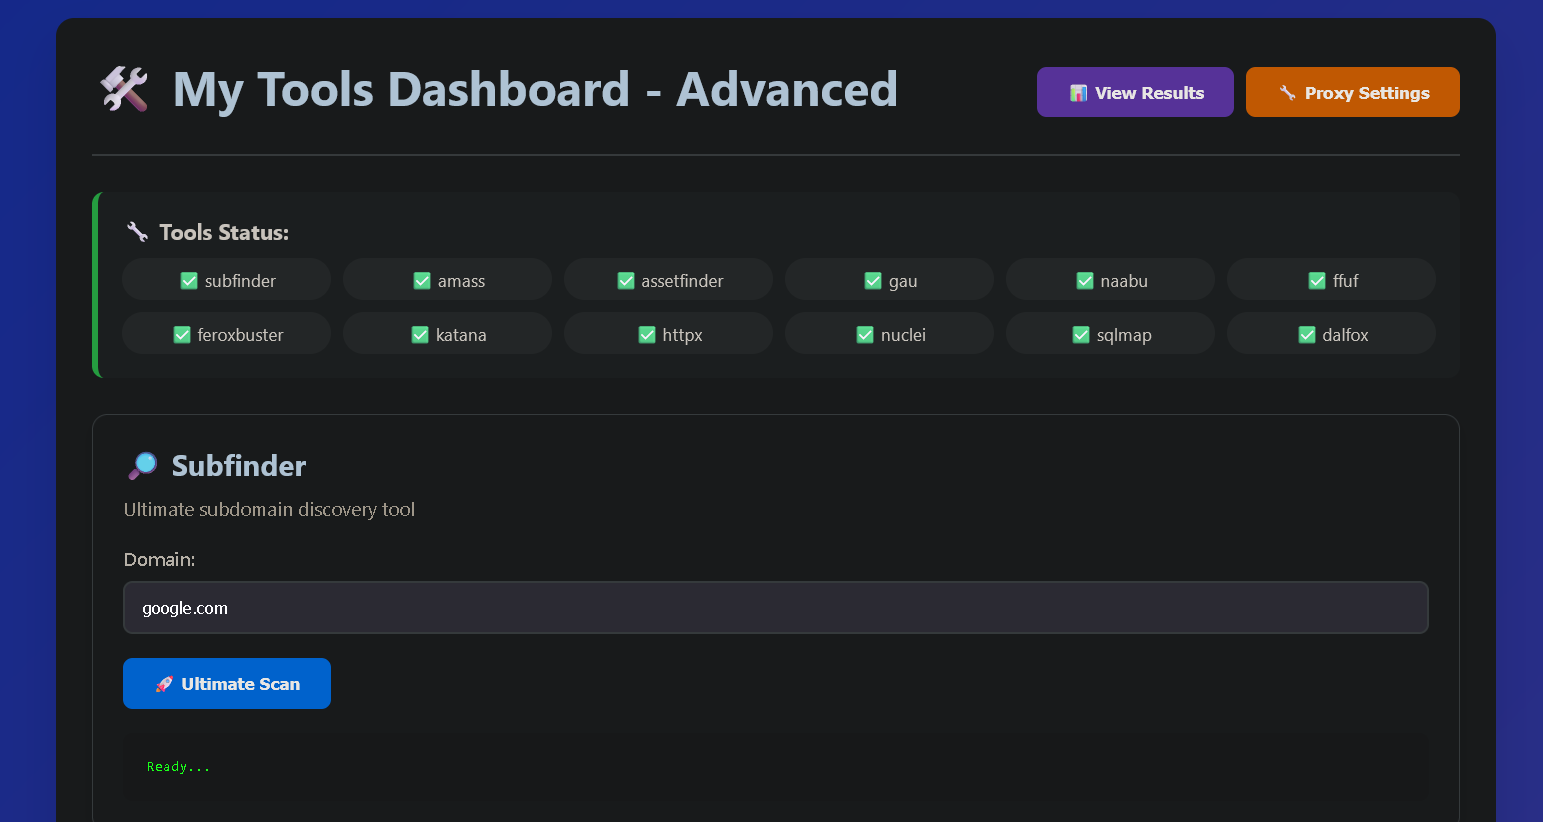 My Tools Dashboard - Advanced
View Results
Proxy Settings
Tools Status:
subfinder
amass
assetfinder
gau
naabu
ffuf
feroxbuster
katana
httpx
nuclei
sqlmap
dalfox
Subfinder
Ultimate subdomain discovery tool
Domain:
google.com
Ultimate Scan
Ready...